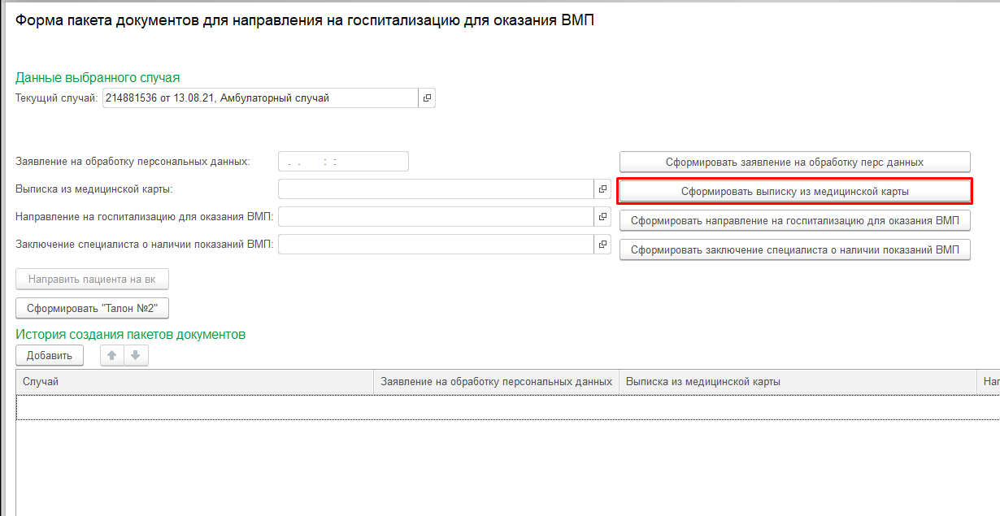 Форма пакета документов для направления на госпитализацию для оказания ВМП
Данные выбранного случая
Текущий случай: 214881536 от 13.08.21, Амбулаторный случай
Заявление на обработку персональных данных: . . : : Сформировать заявление на обработку перс данных
Выписка из медицинской карты: Сформировать выписку из медицинской карты
Направление на госпитализацию для оказания ВМП: Сформировать направление на госпитализацию для оказания ВМП
Заключение специалиста о наличии показаний ВМП: Сформировать заключение специалиста о наличии показаний ВМП
Направить пациента на вк
Сформировать "Талон №2"
История создания пакетов документов
Добавить
Случай Заявление на обработку персональных данных Выписка из медицинской карты Нап